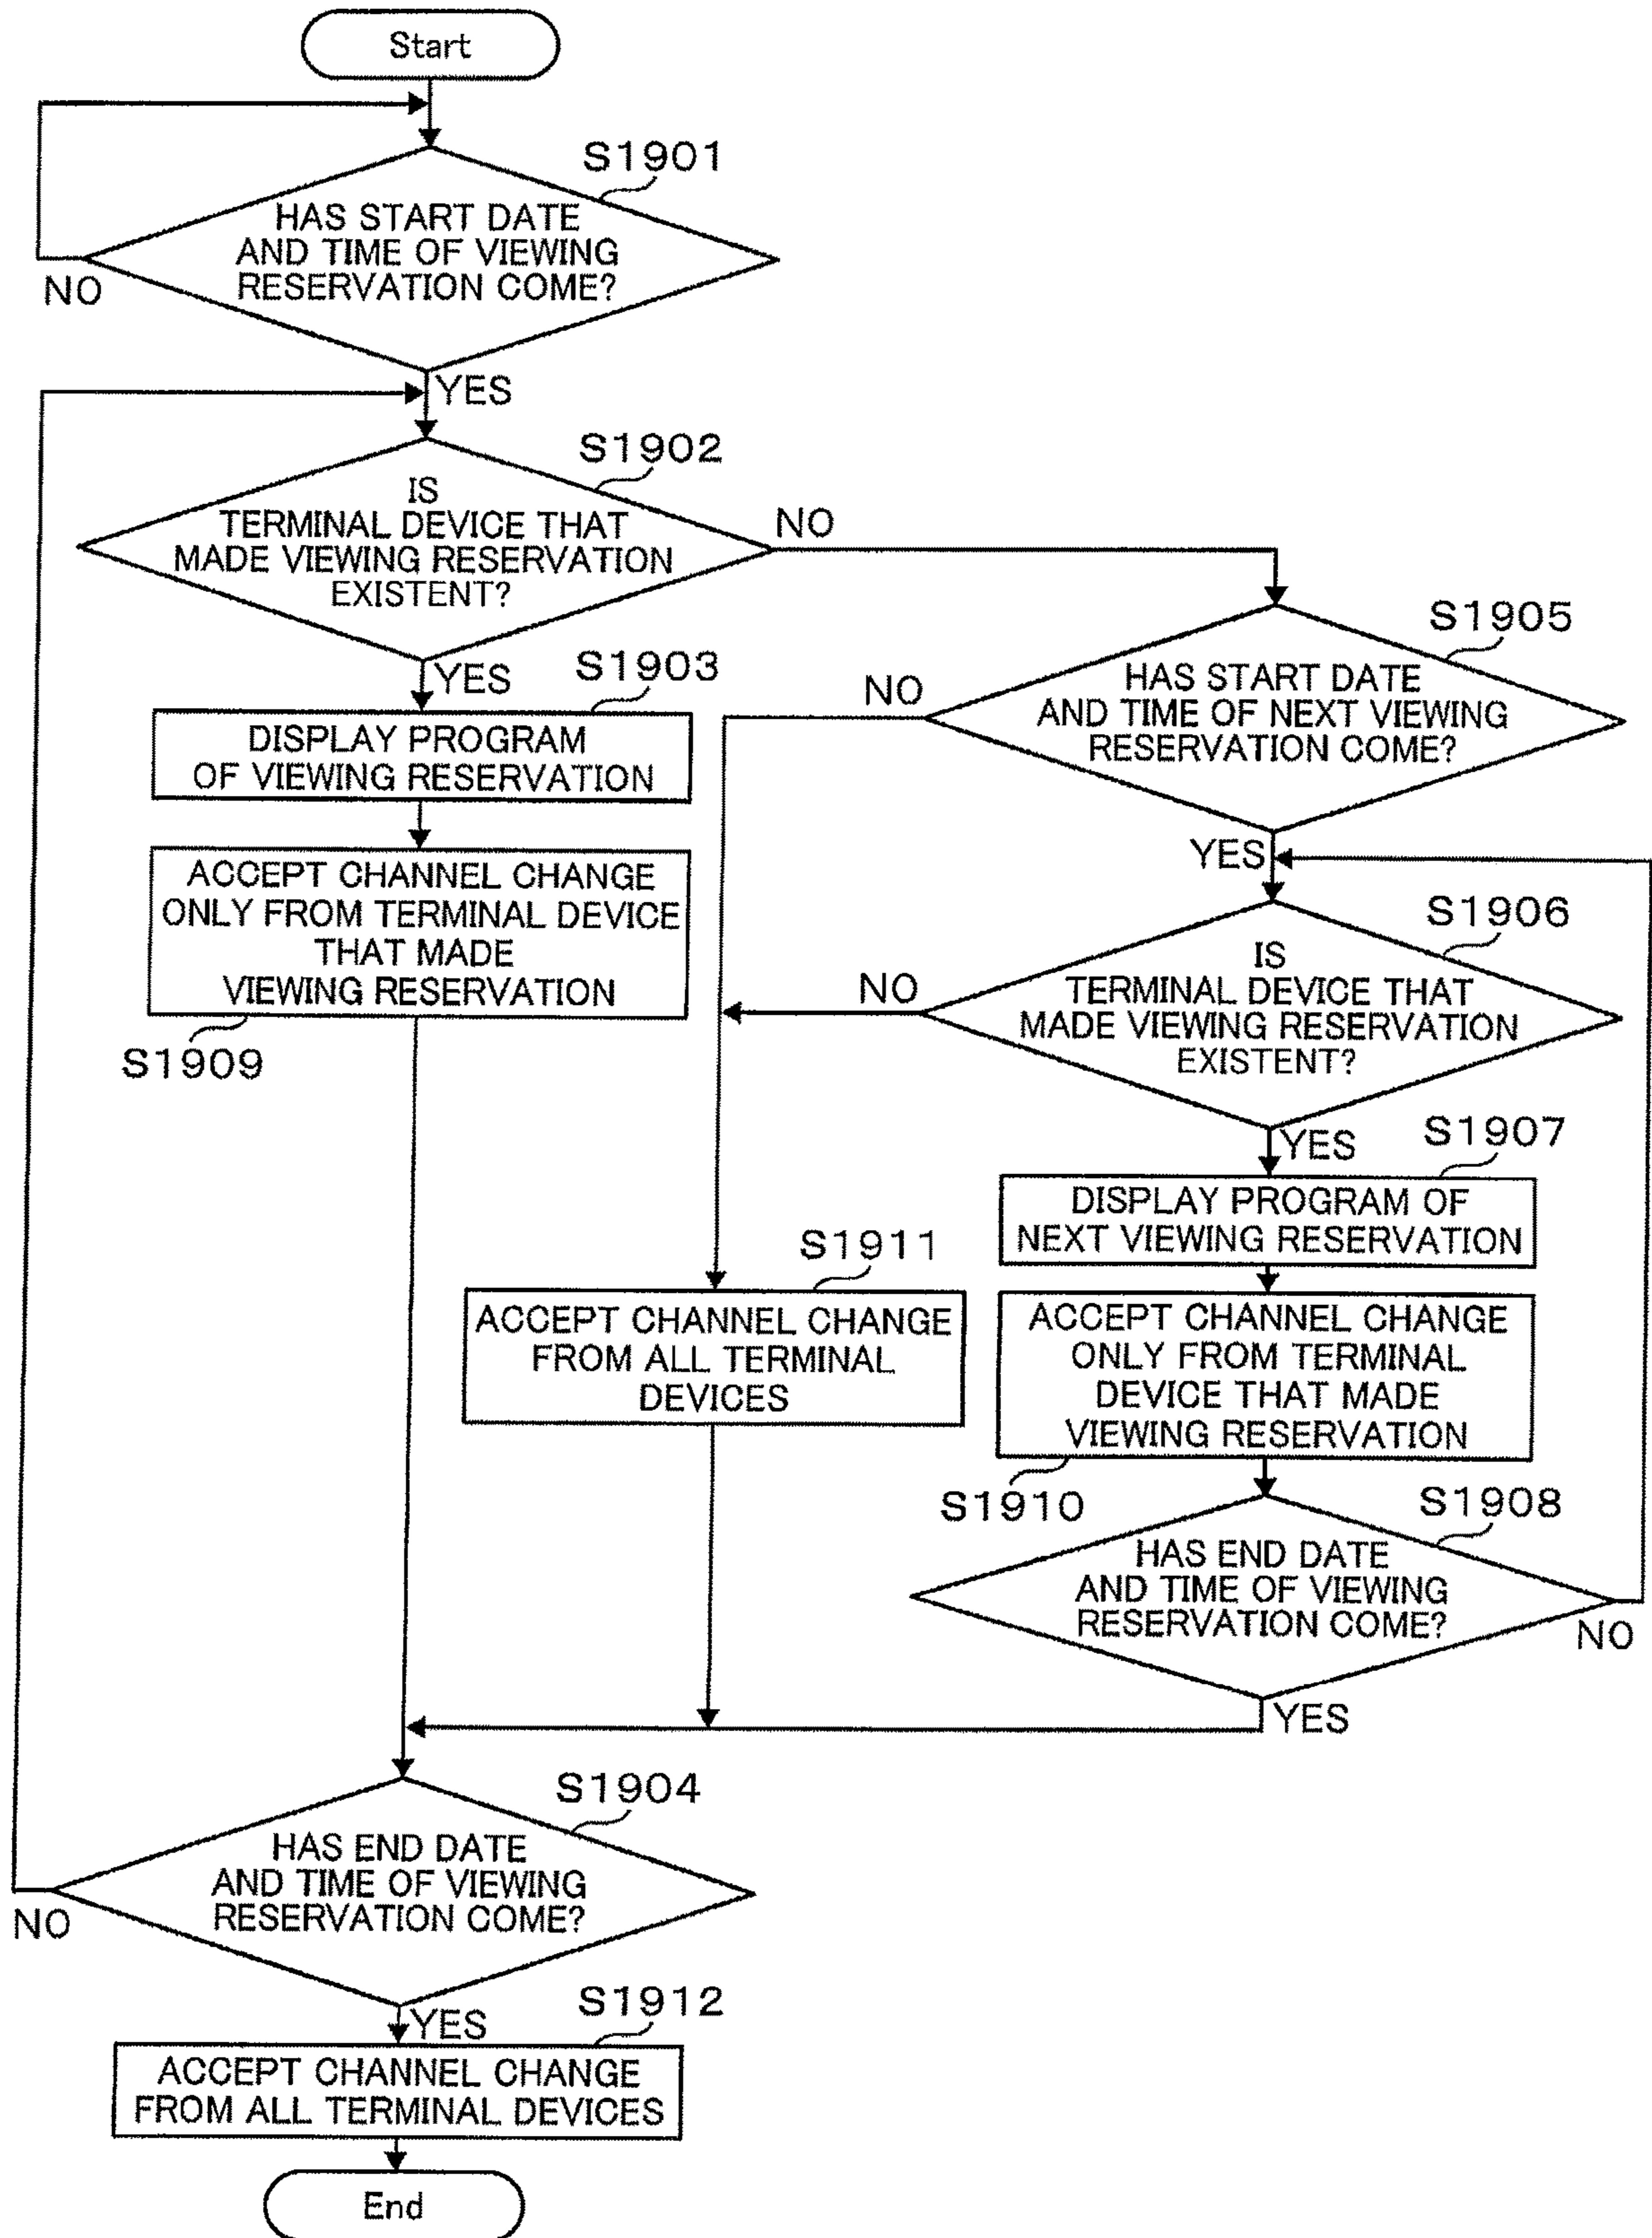 Start
S1901
HAS START DATE
AND TIME OF VIEWING
RESERVATION COME?
NO
YES
S1902
IS
TERMINAL DEVICE THAT
MADE VIEWING RESERVATION
EXISTENT?
NO
YES
S1903
DISPLAY PROGRAM
OF VIEWING RESERVATION
ACCEPT CHANNEL CHANGE
ONLY FROM TERMINAL DEVICE
THAT MADE
VIEWING RESERVATION
S1909
S1905
HAS START DATE
AND TIME OF NEXT VIEWING
RESERVATION COME?
NO
YES
S1906
IS
TERMINAL DEVICE THAT
MADE VIEWING RESERVATION
EXISTENT?
NO
YES
S1907
DISPLAY PROGRAM OF
NEXT VIEWING RESERVATION
S1911
ACCEPT CHANNEL CHANGE
FROM ALL TERMINAL
DEVICES
ACCEPT CHANNEL CHANGE
ONLY FROM TERMINAL
DEVICE THAT MADE
VIEWING RESERVATION
S1910
S1908
HAS END DATE
AND TIME OF VIEWING
RESERVATION COME?
NO
YES
S1904
HAS END DATE
AND TIME OF VIEWING
RESERVATION COME?
NO
YES
S1912
ACCEPT CHANNEL CHANGE
FROM ALL TERMINAL DEVICES
End